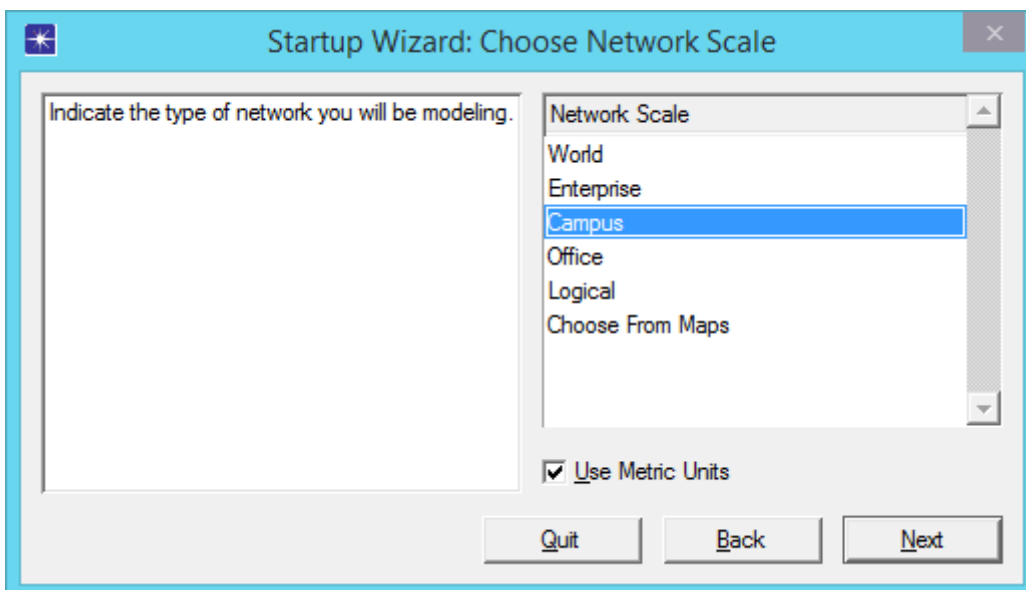 Startup Wizard: Choose Network Scale
Indicate the type of network you will be modeling.
Network Scale
World
Enterprise
Campus
Office
Logical
Choose From Maps
Use Metric Units
Quit
Back
Next